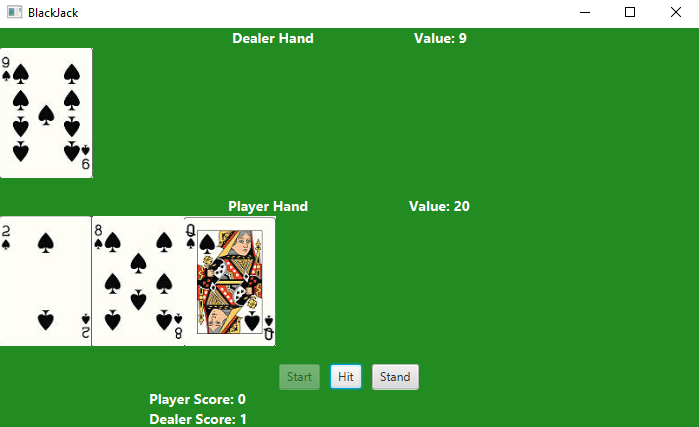 BlackJack
Dealer Hand Value: 9
9
6
Player Hand Value: 20
2 8 Q
2 8 Q
Start Hit Stand
Player Score: 0
Dealer Score: 1